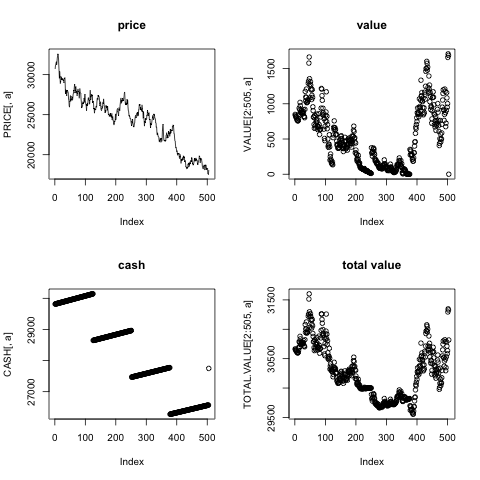 price
PRICE[, a]
20000 25000 30000
0 100 200 300 400 500
Index
value
VALUE[2:505, a]
0 500 1000 1500
0 100 200 300 400 500
Index
cash
CASH[, a]
27000 29000
0 100 200 300 400 500
Index
total value
TOTAL.VALUE[2:505, a]
29500 30500 31500
0 100 200 300 400 500
Index